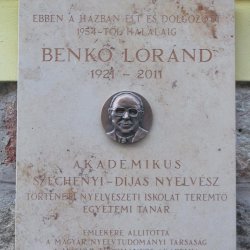 EBBEN A HÁZBAN ÉLT ÉS DOLGOZOTT
1954-TŐL HALÁLÁIG
BENKŐ LORÁND
1921 - 2011
AKADÉMIKUS
SZÉCHENYI-DÍJAS NYELVÉSZ
TÖRTÉNETI NYELVÉSZETI ISKOLÁT TEREMTŐ
EGYETEMI TANÁR
EMLÉKÉRE ÁLLÍTOTTA
A MAGYAR NYELVTUDOMÁNYI TÁRSASÁG